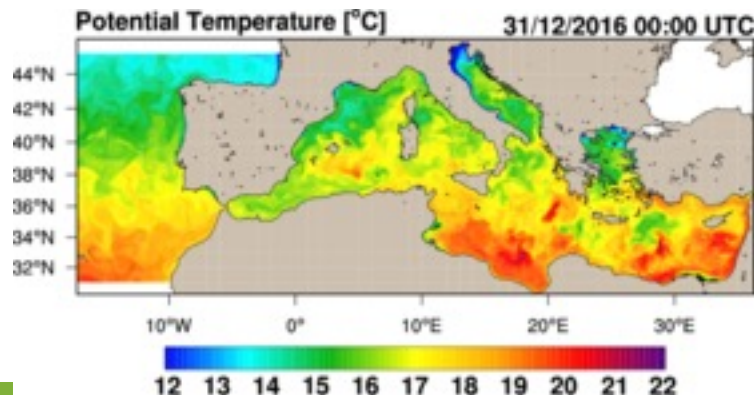 Potential Temperature [°C] 31/12/2016 00:00 UTC
44°N
42°N
40°N
38°N
36°N
34°N
32°N
10°W 0° 10°E 20°E 30°E
12 13 14 15 16 17 18 19 20 21 22